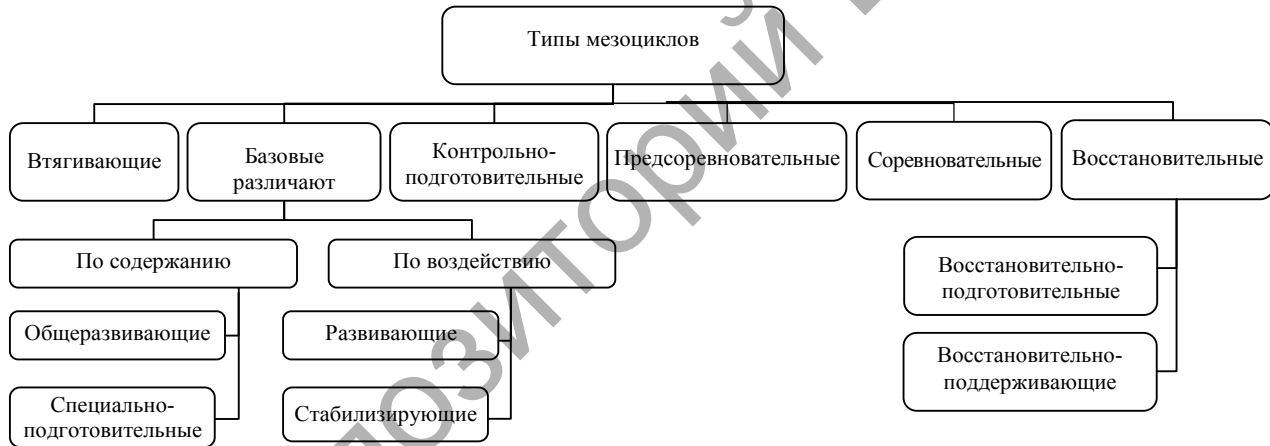 Типы мезоциклов
Втягивающие
Базовые
различают
Контрольно-
подготовительные
Предсоревновательные
Соревновательные
Восстановительные
По содержанию
По воздействию
Общеразвивающие
Специально-
подготовительные
Развивающие
Стабилизирующие
Восстановительно-
подготовительные
Восстановительно-
поддерживающие